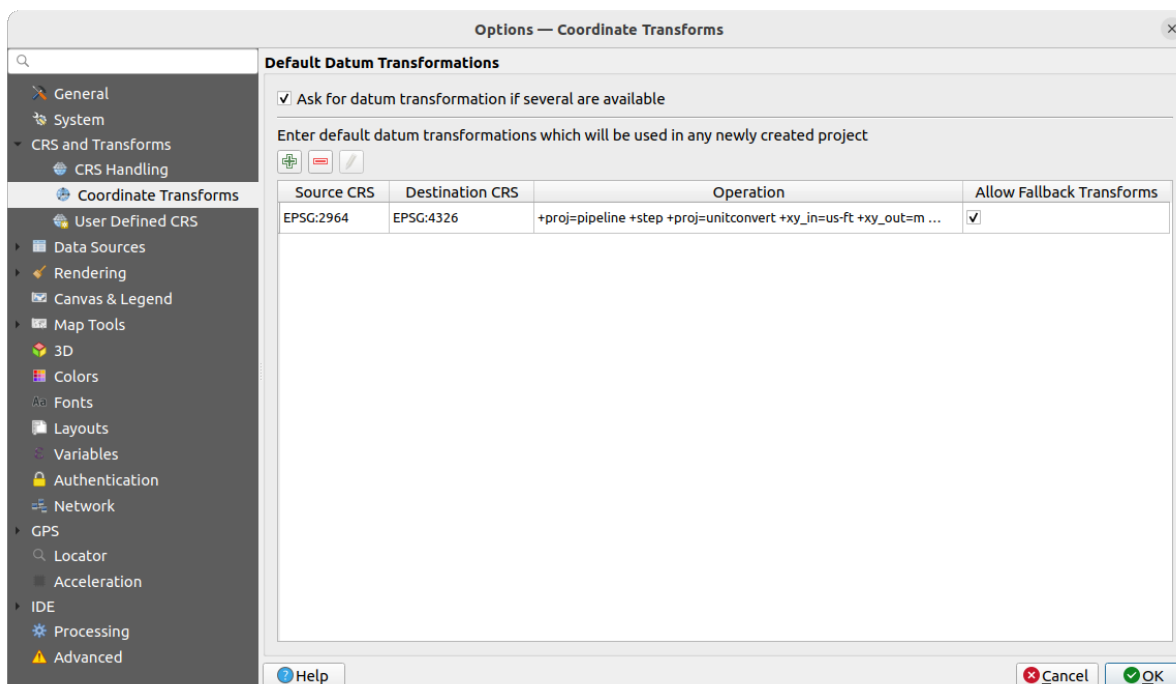 Options — Coordinate Transforms
General
System
CRS and Transforms
CRS Handling
Coordinate Transforms
User Defined CRS
Data Sources
Rendering
Canvas & Legend
Map Tools
3D
Colors
Aa Fonts
Layouts
Variables
Authentication
Network
GPS
Locator
Acceleration
IDE
Processing
Advanced
Default Datum Transformations
Ask for datum transformation if several are available
Enter default datum transformations which will be used in any newly created project
Source CRS Destination CRS Operation Allow Fallback Transforms
EPSG:2964 EPSG:4326 +proj=pipeline +step +proj=unitconvert +xy_in=us-ft +xy_out=m ...
Help Cancel OK